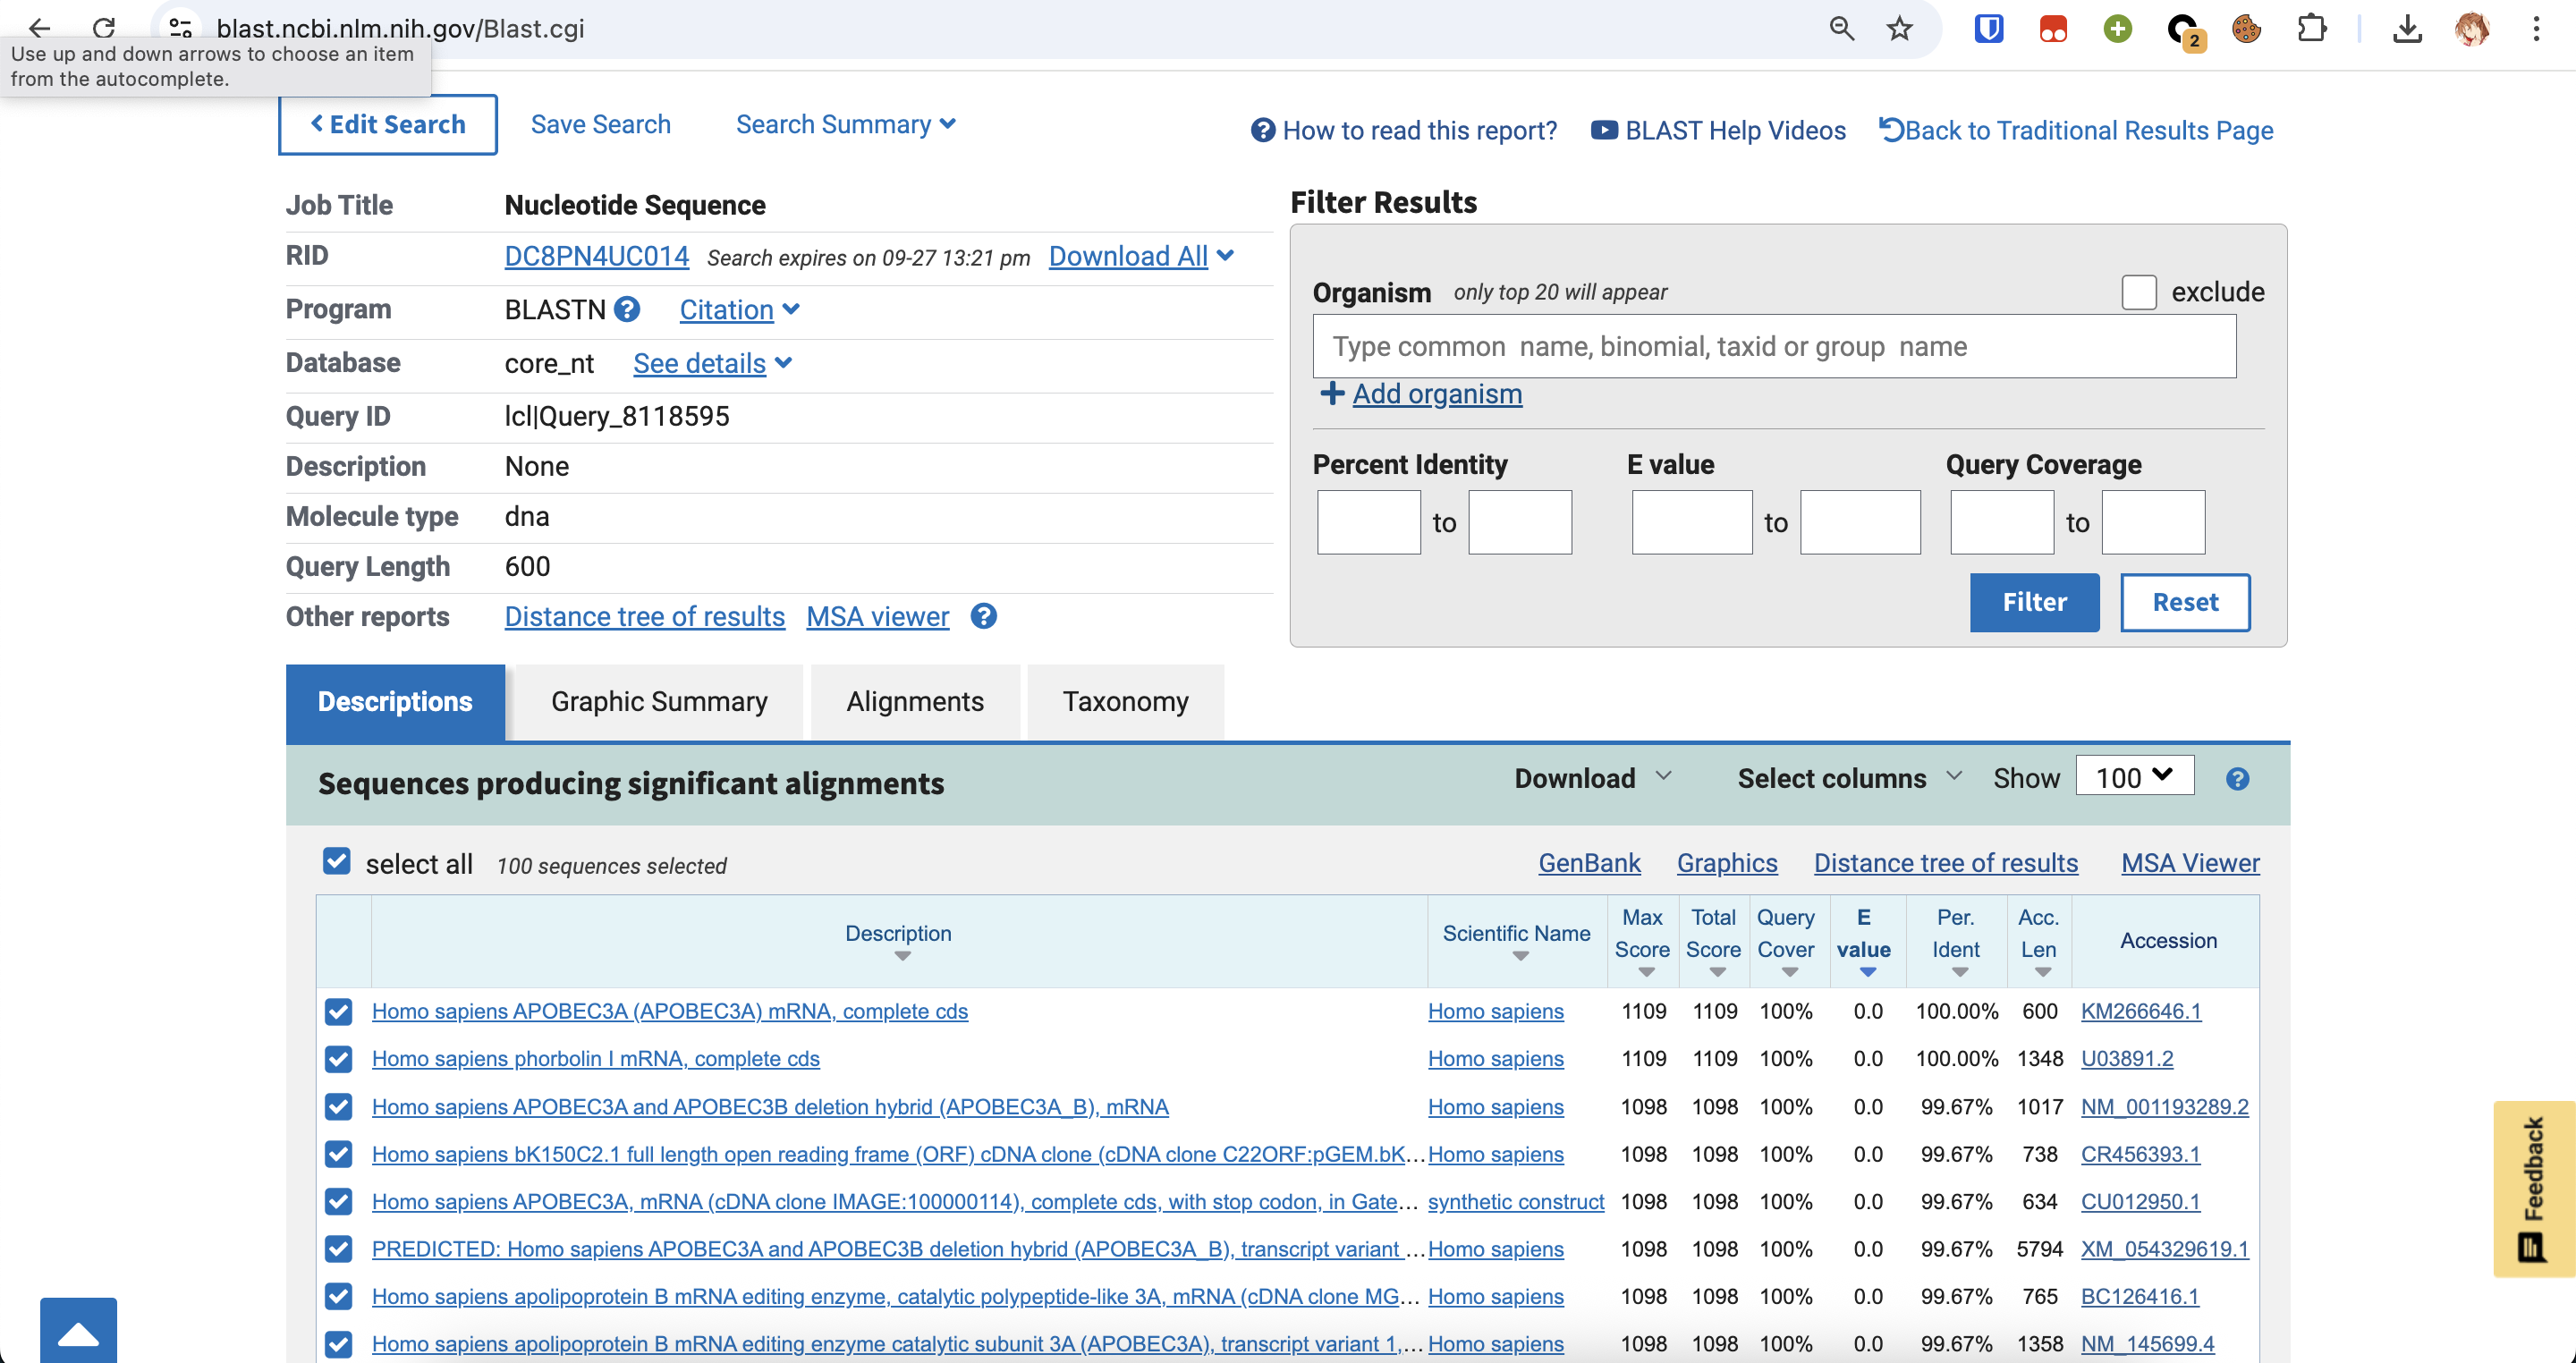 blast.ncbi.nlm.nih.gov/Blast.cgi
2
Use up and down arrows to choose an item
from the autocomplete.
Edit Search
Save Search
Search Summary
How to read this report?
BLAST Help Videos
Back to Traditional Results Page
Job Title Nucleotide Sequence
RID DC8PN4UC014 Search expires on 09-27 13:21 pm Download All
Program BLASTN Citation
Database core_nt See details
Query ID lcl|Query_8118595
Description None
Molecule type dna
Query Length 600
Other reports Distance tree of results MSA viewer
Filter Results
Organism only top 20 will appear exclude
Type common name, binomial, taxid or group name
Add organism
Percent Identity E value Query Coverage
to to to
Filter Reset
Descriptions Graphic Summary Alignments Taxonomy
Sequences producing significant alignments Download Select columns Show 100
select all 100 sequences selected GenBank Graphics Distance tree of results MSA Viewer
Description Scientific Name Max Score Total Score Query Cover E value Per. Ident Acc. Len Accession
Homo sapiens APOBEC3A (APOBEC3A) mRNA, complete cds Homo sapiens 1109 1109 100% 0.0 100.00% 600 KM266646.1
Homo sapiens phorbolin I mRNA, complete cds Homo sapiens 1109 1109 100% 0.0 100.00% 1348 U03891.2
Homo sapiens APOBEC3A and APOBEC3B deletion hybrid (APOBEC3A_B), mRNA Homo sapiens 1098 1098 100% 0.0 99.67% 1017 NM_001193289.2
Homo sapiens bK150C2.1 full length open reading frame (ORF) cDNA clone (cDNA clone C22ORF:pGEM.bK... Homo sapiens 1098 1098 100% 0.0 99.67% 738 CR456393.1
Homo sapiens APOBEC3A, mRNA (cDNA clone IMAGE:100000114), complete cds, with stop codon, in Gate... synthetic construct 1098 1098 100% 0.0 99.67% 634 CU012950.1
PREDICTED: Homo sapiens APOBEC3A and APOBEC3B deletion hybrid (APOBEC3A_B), transcript variant ... Homo sapiens 1098 1098 100% 0.0 99.67% 5794 XM_054329619.1
Homo sapiens apolipoprotein B mRNA editing enzyme, catalytic polypeptide-like 3A, mRNA (cDNA clone MG... Homo sapiens 1098 1098 100% 0.0 99.67% 765 BC126416.1
Homo sapiens apolipoprotein B mRNA editing enzyme catalytic subunit 3A (APOBEC3A), transcript variant 1,... Homo sapiens 1098 1098 100% 0.0 99.67% 1358 NM_145699.4
Feedback